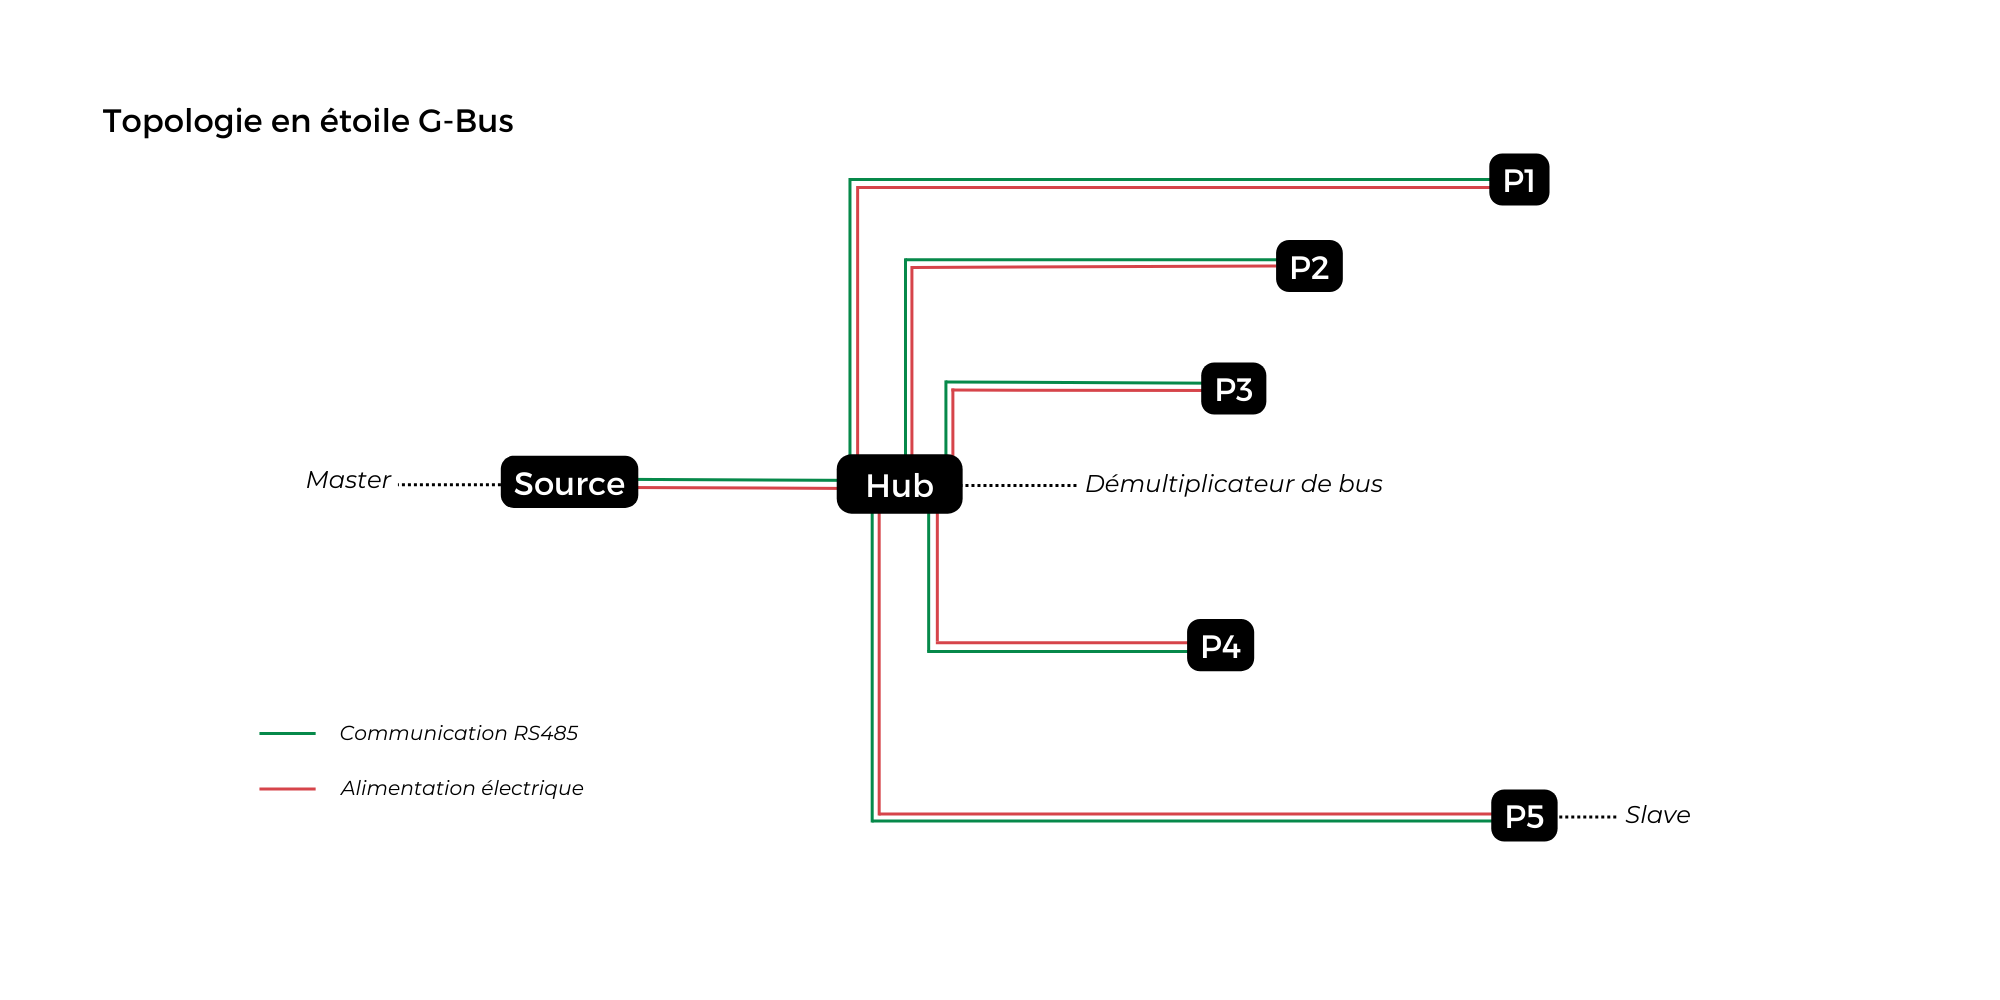 Topologie en étoile G-Bus
P1
P2
P3
Master
Source
Hub
Démultiplicateur de bus
P4
Communication RS485
Alimentation électrique
P5
Slave